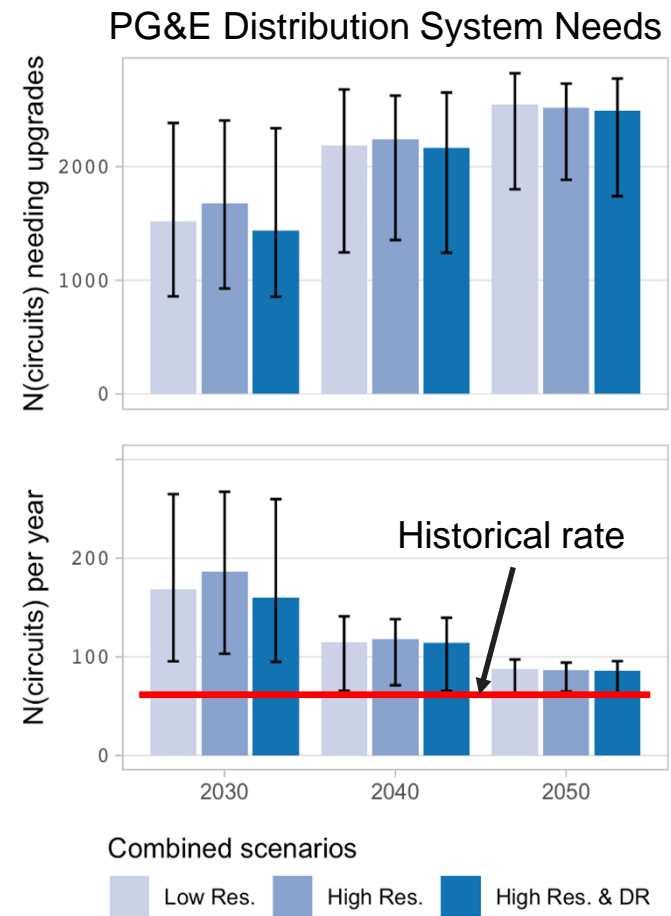 PG&E Distribution System Needs
N(circuits) needing upgrades
2000
1000
0
N(circuits) per year
200
100
0
Historical rate
2030 2040 2050
Combined scenarios
Low Res. High Res. High Res. & DR